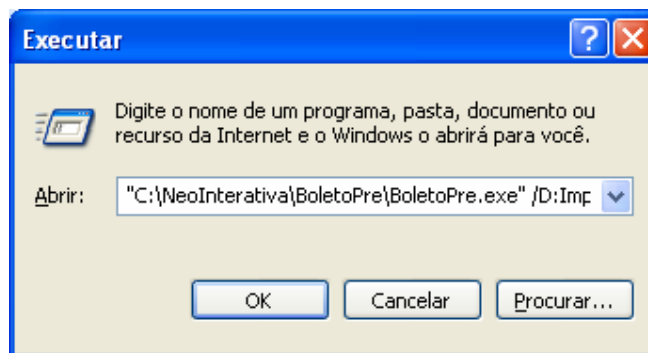 Executar
Digite o nome de um programa, pasta, documento ou
recurso da Internet e o Windows o abrirá para você.
Abrir: "C:\NeoInterativa\BoletoPre\BoletoPre.exe" /D:Imp
OK Cancelar Procurar...